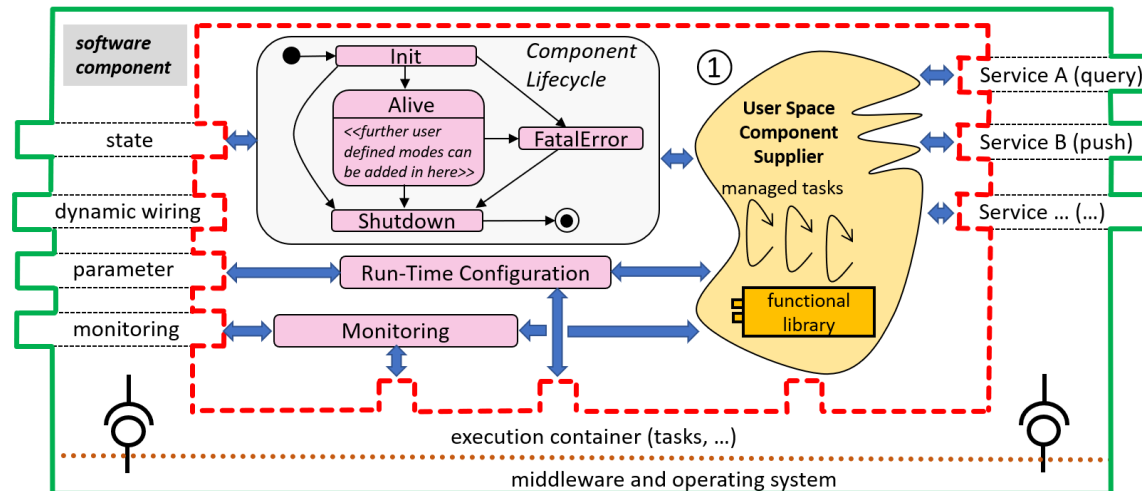 software
component
Component
Lifecycle
Init
Alive
<<further user
defined modes can
be added in here>>
FatalError
Shutdown
1
User Space
Component
Supplier
managed tasks
functional
library
Service A (query)
Service B (push)
Service ... (...)
state
dynamic wiring
parameter
monitoring
Run-Time Configuration
Monitoring
execution container (tasks, ...)
middleware and operating system